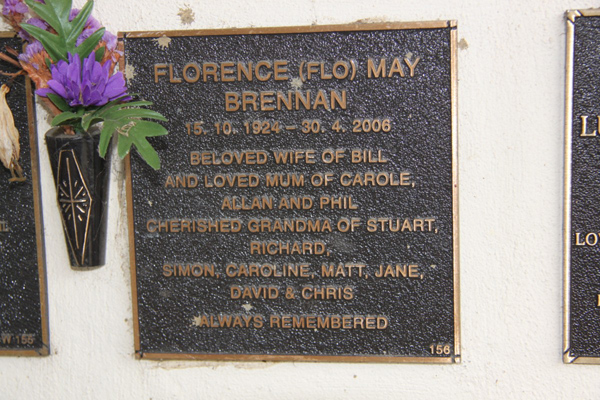 FLORENCE (FLO) MAY
BRENNAN
15. 10. 1924 – 30. 4. 2006
BELOVED WIFE OF BILL
AND LOVED MUM OF CAROLE,
ALLAN AND PHIL
CHERISHED GRANDMA OF STUART,
RICHARD,
SIMON, CAROLINE, MATT, JANE,
DAVID & CHRIS
ALWAYS REMEMBERED
156
W 155